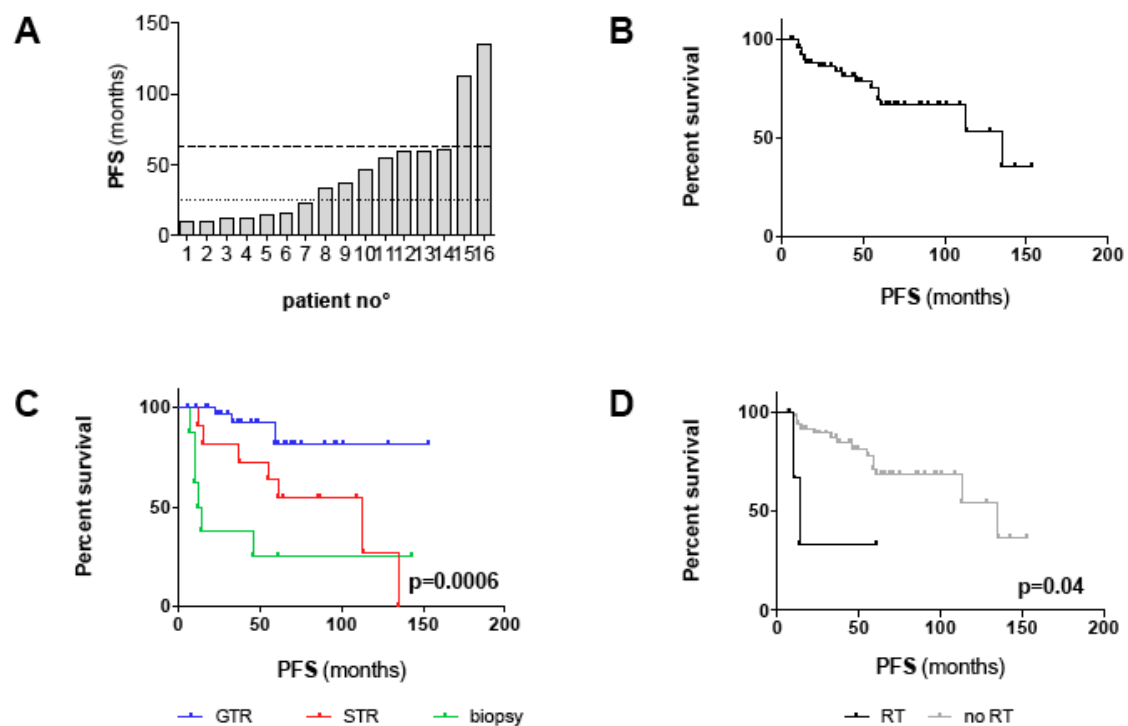 A
PFS (months)
150
100
50
0
1 2 3 4 5 6 7 8 9 10 11 12 13 14 15 16
patient no°
B
Percent survival
100
50
0
0 50 100 150 200
PFS (months)
C
Percent survival
100
50
0
p=0.0006
0 50 100 150 200
PFS (months)
GTR STR biopsy
D
Percent survival
100
50
0
p=0.04
0 50 100 150 200
PFS (months)
RT no RT